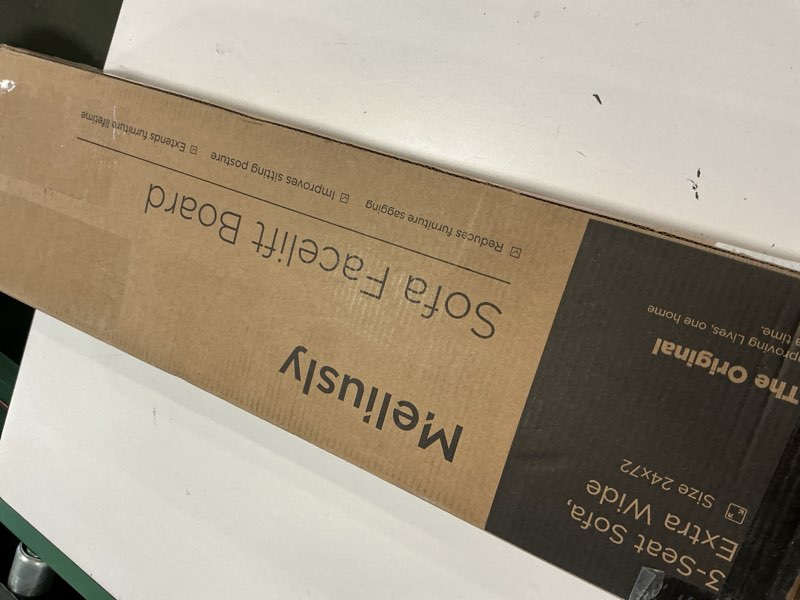 Meliusly
Sofa Facelift Board
Reduces furniture sagging
Improves sitting posture
Extends furniture lifetime
3-Seat Sofa,
Extra Wide
Size 24x72
The Original
proving Lives, one home
a time.